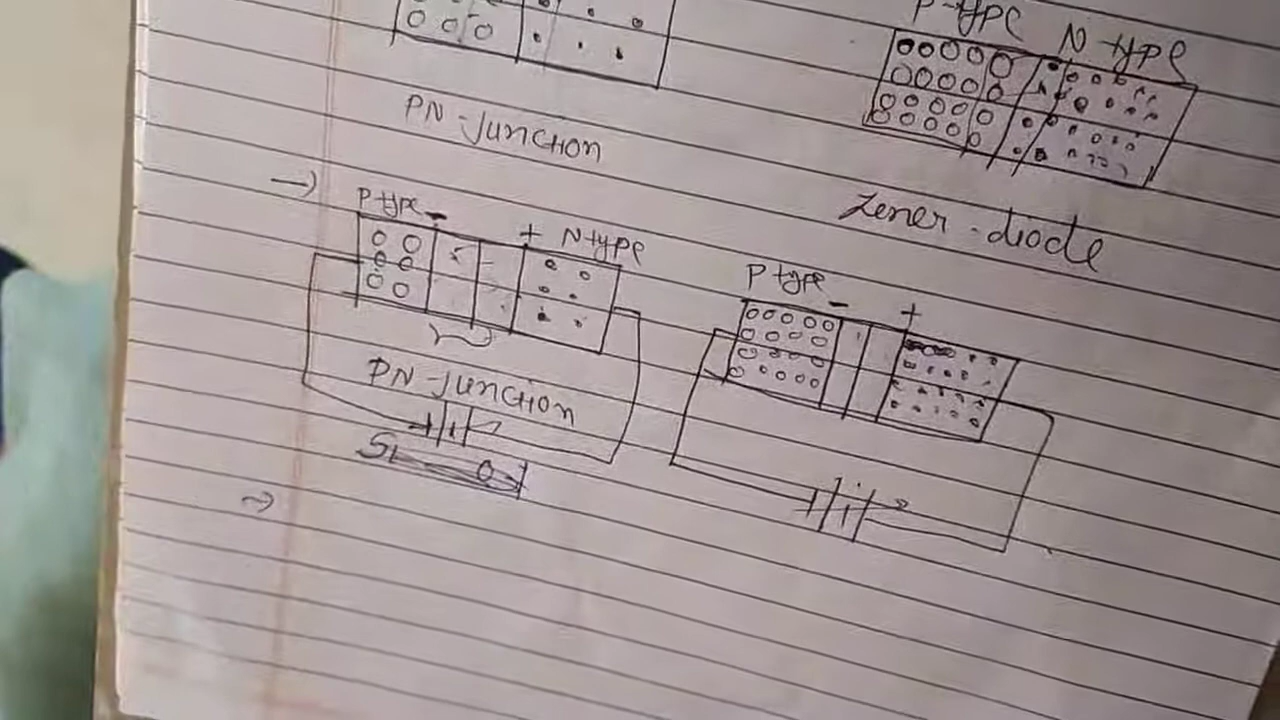 P-type N-type
PN-Junction
Zener-diode
P type - + N type
P type - +
PN-Junction